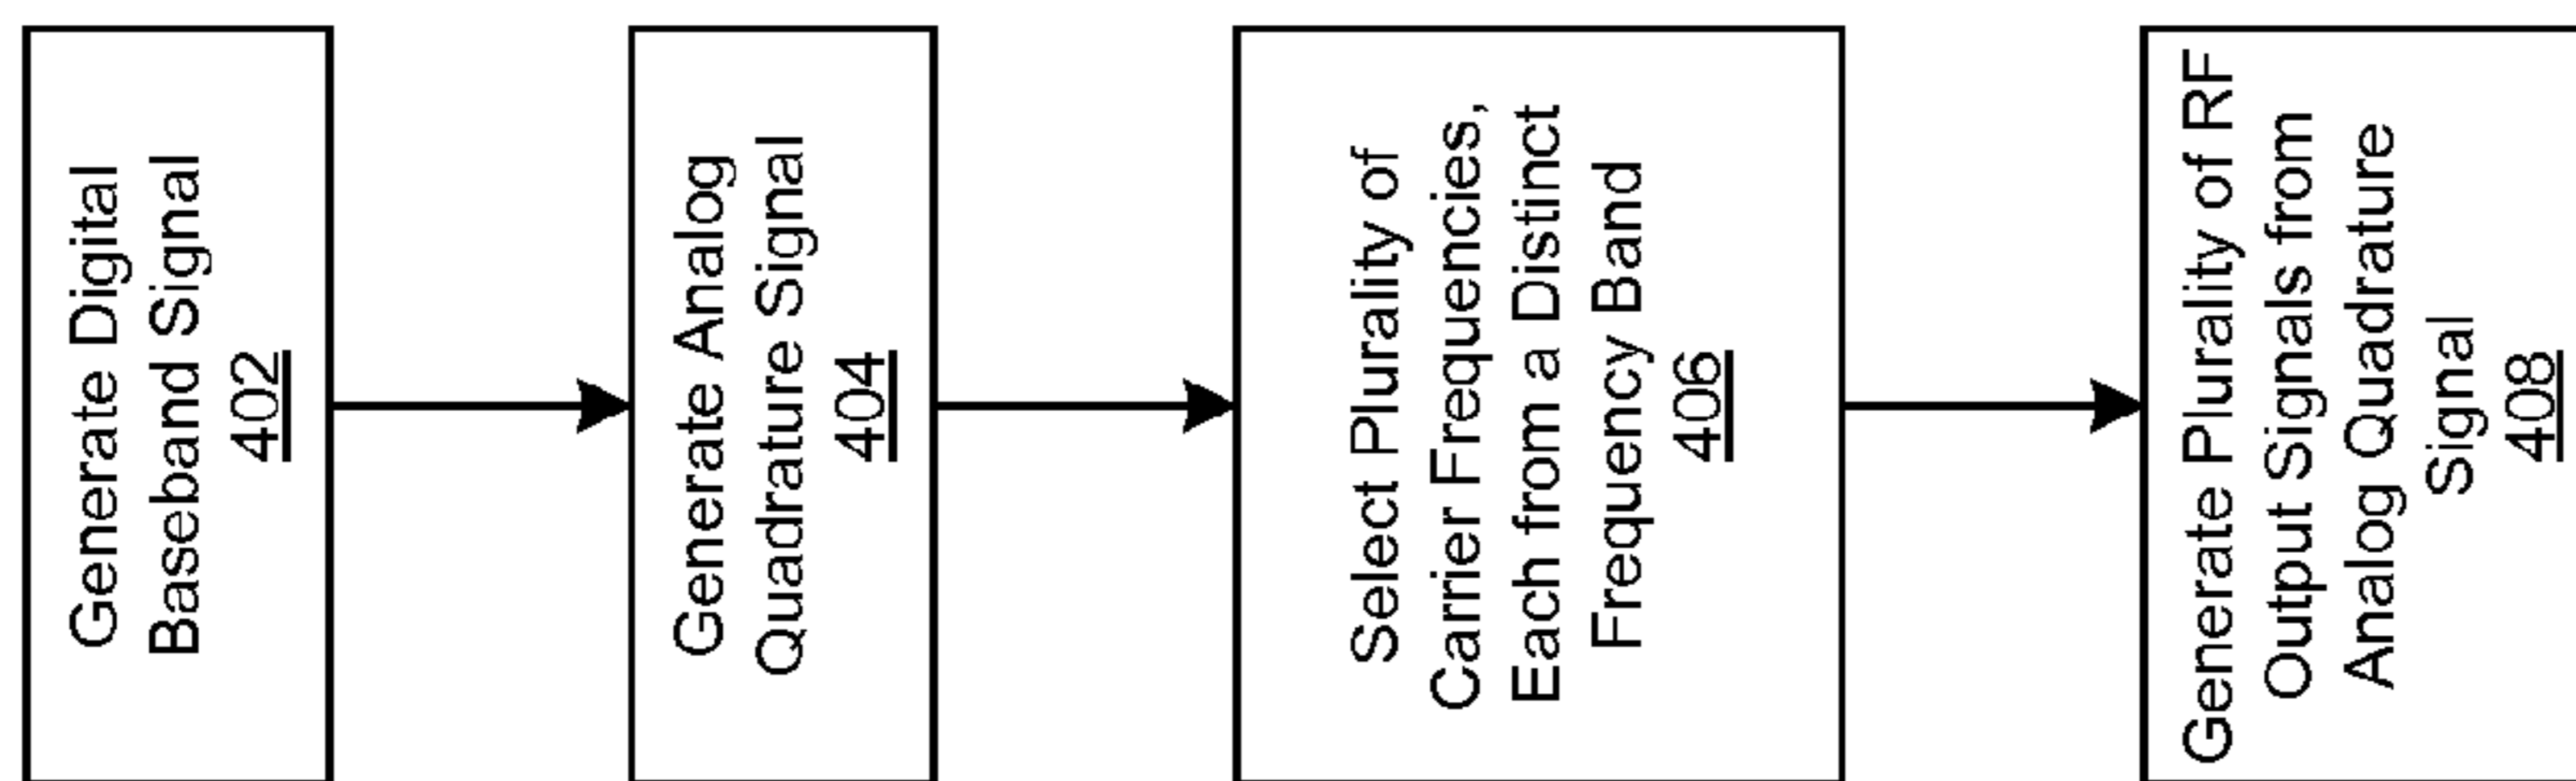 Generate Digital
Baseband Signal
402
Generate Analog
Quadrature Signal
404
Select Plurality of
Carrier Frequencies,
Each from a Distinct
Frequency Band
406
Generate Plurality of RF
Output Signals from
Analog Quadrature
Signal
408